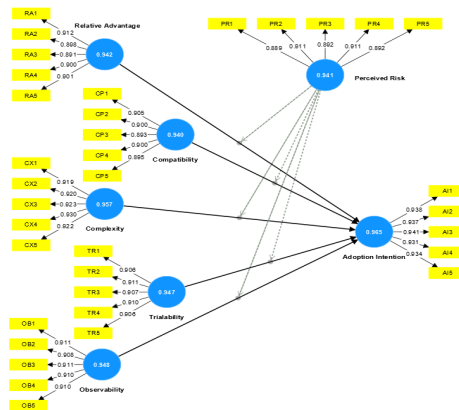 Relative Advantage
RA1
RA2
RA3
RA4
RA5
0.912
0.898
0.891
0.900
0.901
0.942
PR1
PR2
PR3
PR4
PR5
0.889
0.911
0.892
0.911
0.892
0.941
Perceived Risk
CP1
CP2
CP3
CP4
CP5
0.905
0.900
0.893
0.900
0.895
0.940
Compatibility
CX1
CX2
CX3
CX4
CX5
0.919
0.920
0.923
0.930
0.922
0.957
Complexity
AI1
AI2
AI3
AI4
AI5
0.938
0.937
0.941
0.931
0.934
0.965
Adoption Intention
TR1
TR2
TR3
TR4
TR5
0.906
0.911
0.907
0.910
0.906
0.947
Trialability
OB1
OB2
OB3
OB4
OB5
0.911
0.908
0.911
0.910
0.910
0.948
Observability